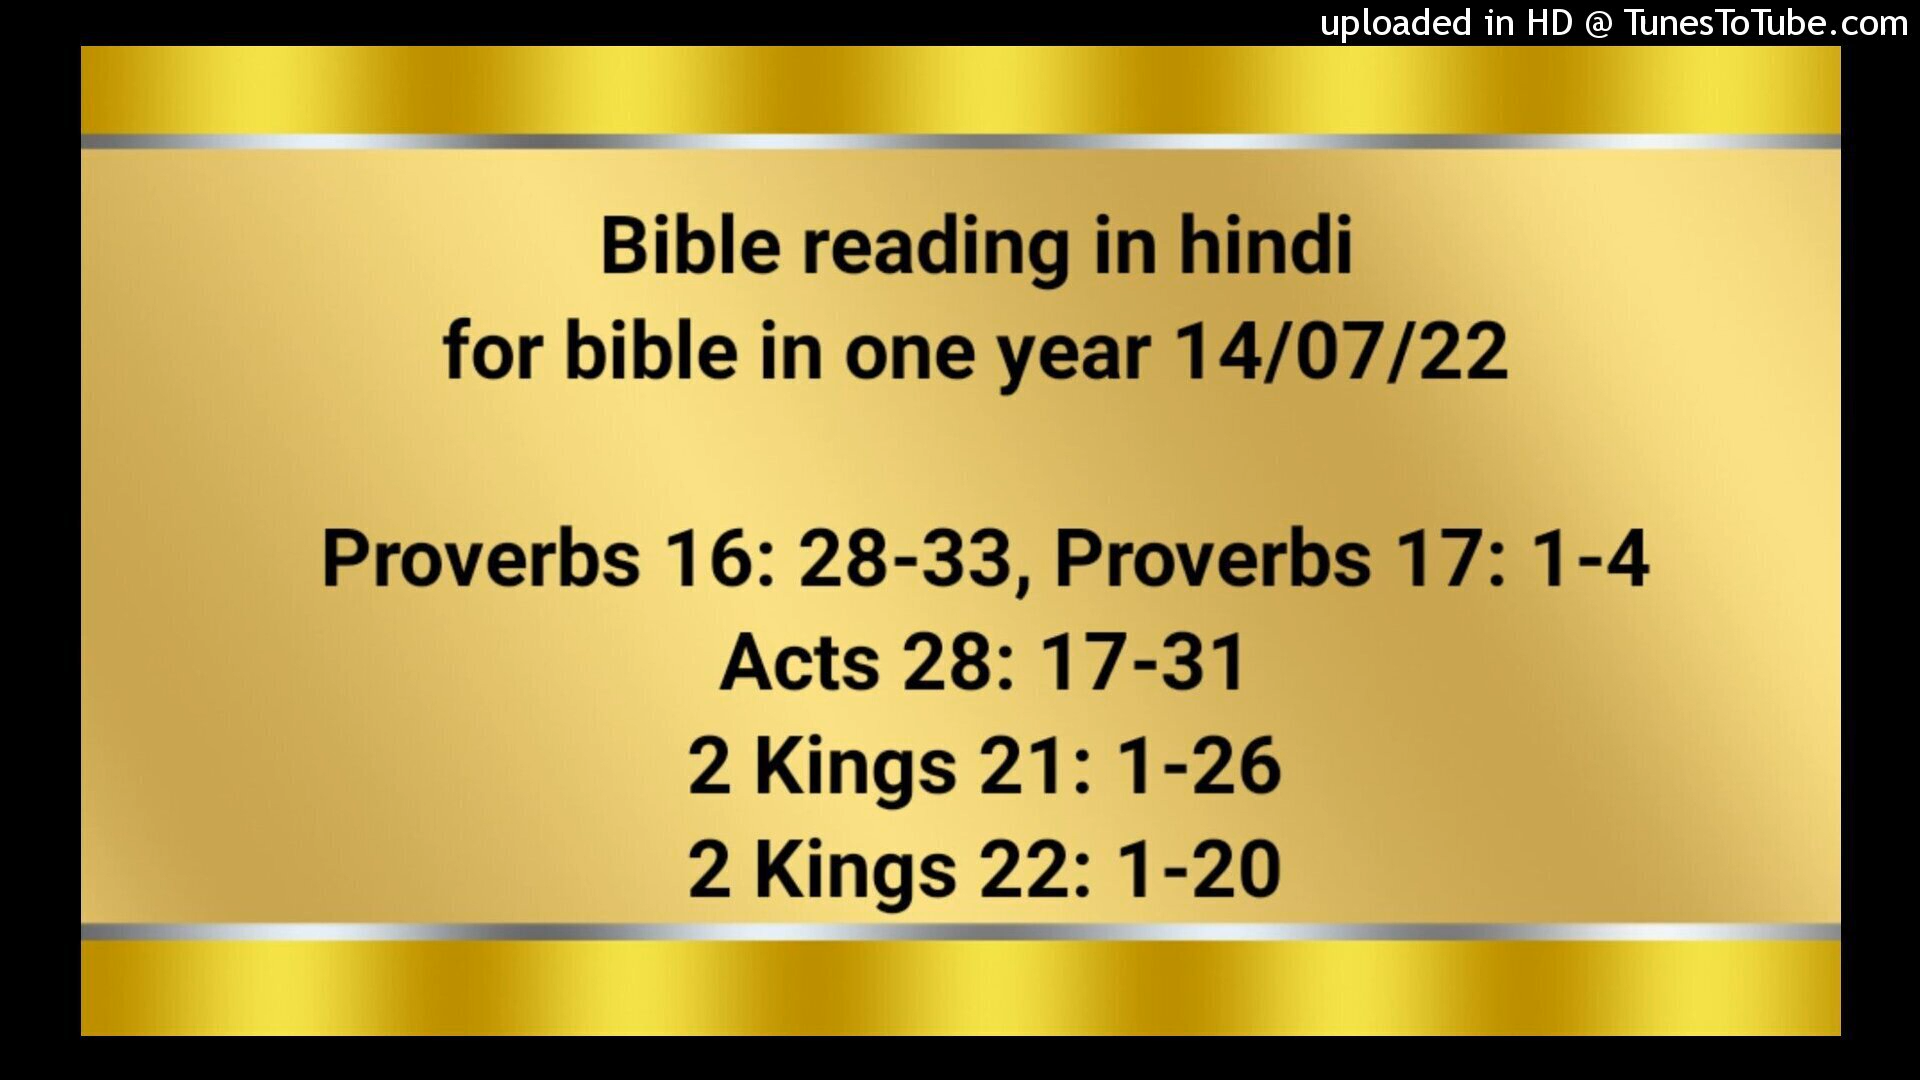 uploaded in HD @ TunesToTube.com
Bible reading in hindi
for bible in one year 14/07/22
Proverbs 16: 28-33, Proverbs 17: 1-4
Acts 28: 17-31
2 Kings 21: 1-26
2 Kings 22: 1-20